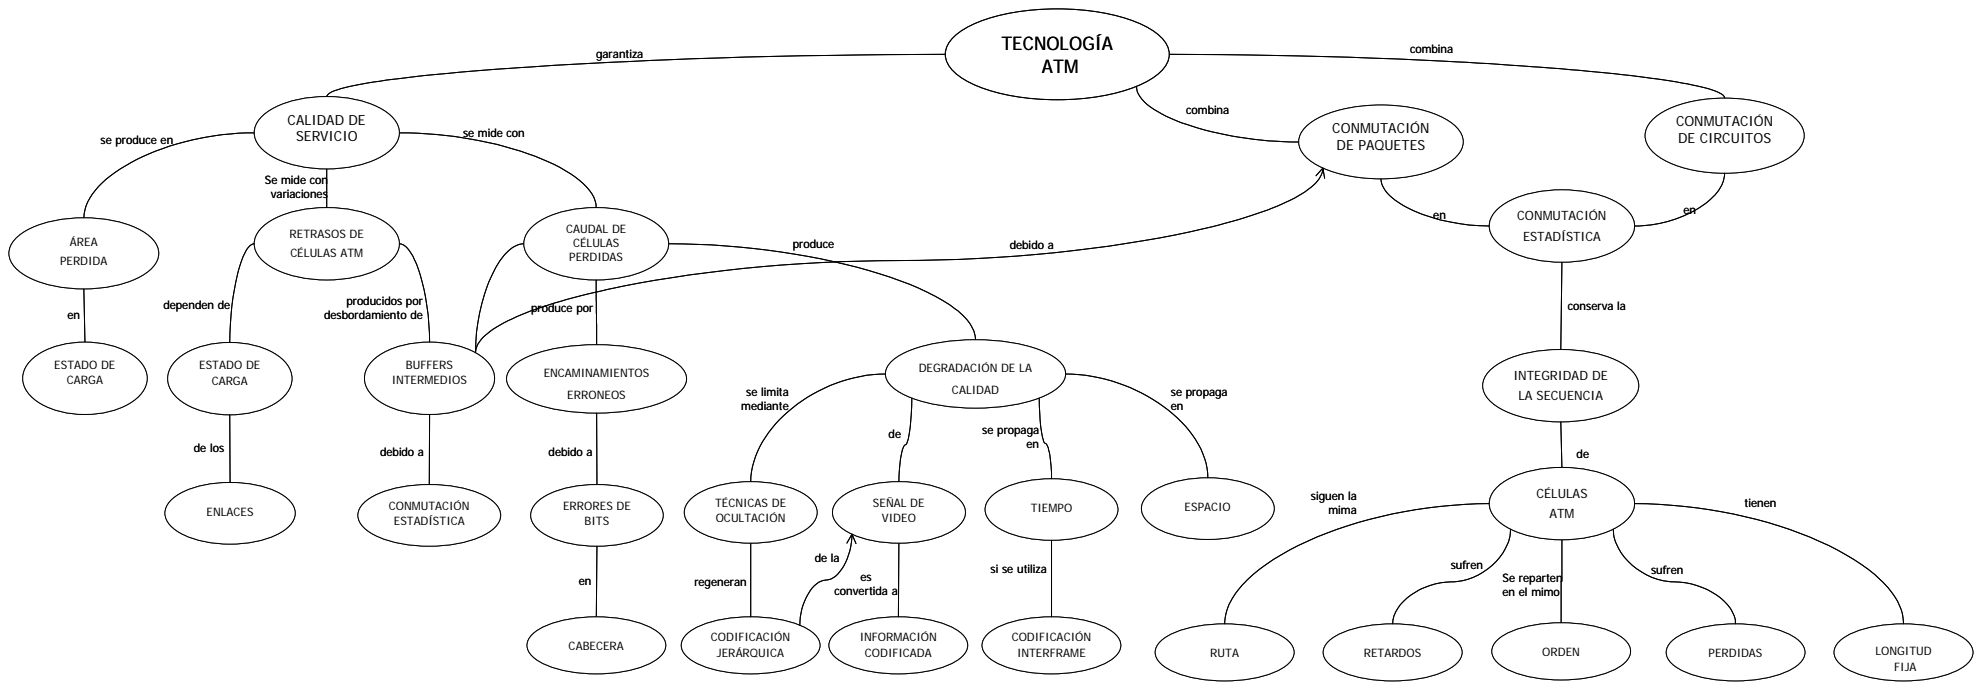 TECNOLOGÍA
ATM
garantiza
combina
combina
CALIDAD DE
SERVICIO
CONMUTACIÓN
DE PAQUETES
CONMUTACIÓN
DE CIRCUITOS
se produce en
se mide con
Se mide con
variaciones
en
en
ÁREA
PERDIDA
RETRASOS DE
CÉLULAS ATM
CAUDAL DE
CÉLULAS
PERDIDAS
produce
debido a
CONMUTACIÓN
ESTADÍSTICA
en
dependen de
producidos por
desbordamiento de
produce por
conserva la
ESTADO DE
CARGA
ESTADO DE
CARGA
BUFFERS
INTERMEDIOS
ENCAMINAMIENTOS
ERRONEOS
DEGRADACIÓN DE LA
CALIDAD
INTEGRIDAD DE
LA SECUENCIA
se limita
mediante
de
se propaga
en
se propaga
en
de los
debido a
debido a
de
ENLACES
CONMUTACIÓN
ESTADÍSTICA
ERRORES DE
BITS
TÉCNICAS DE
OCULTACIÓN
SEÑAL DE
VIDEO
TIEMPO
ESPACIO
CÉLULAS
ATM
siguen la
mima
tienen
en
regeneran
de la
es
convertida a
si se utiliza
sufren
Se reparten
en el mimo
sufren
CABECERA
CODIFICACIÓN
JERÁRQUICA
INFORMACIÓN
CODIFICADA
CODIFICACIÓN
INTERFRAME
RUTA
RETARDOS
ORDEN
PERDIDAS
LONGITUD
FIJA